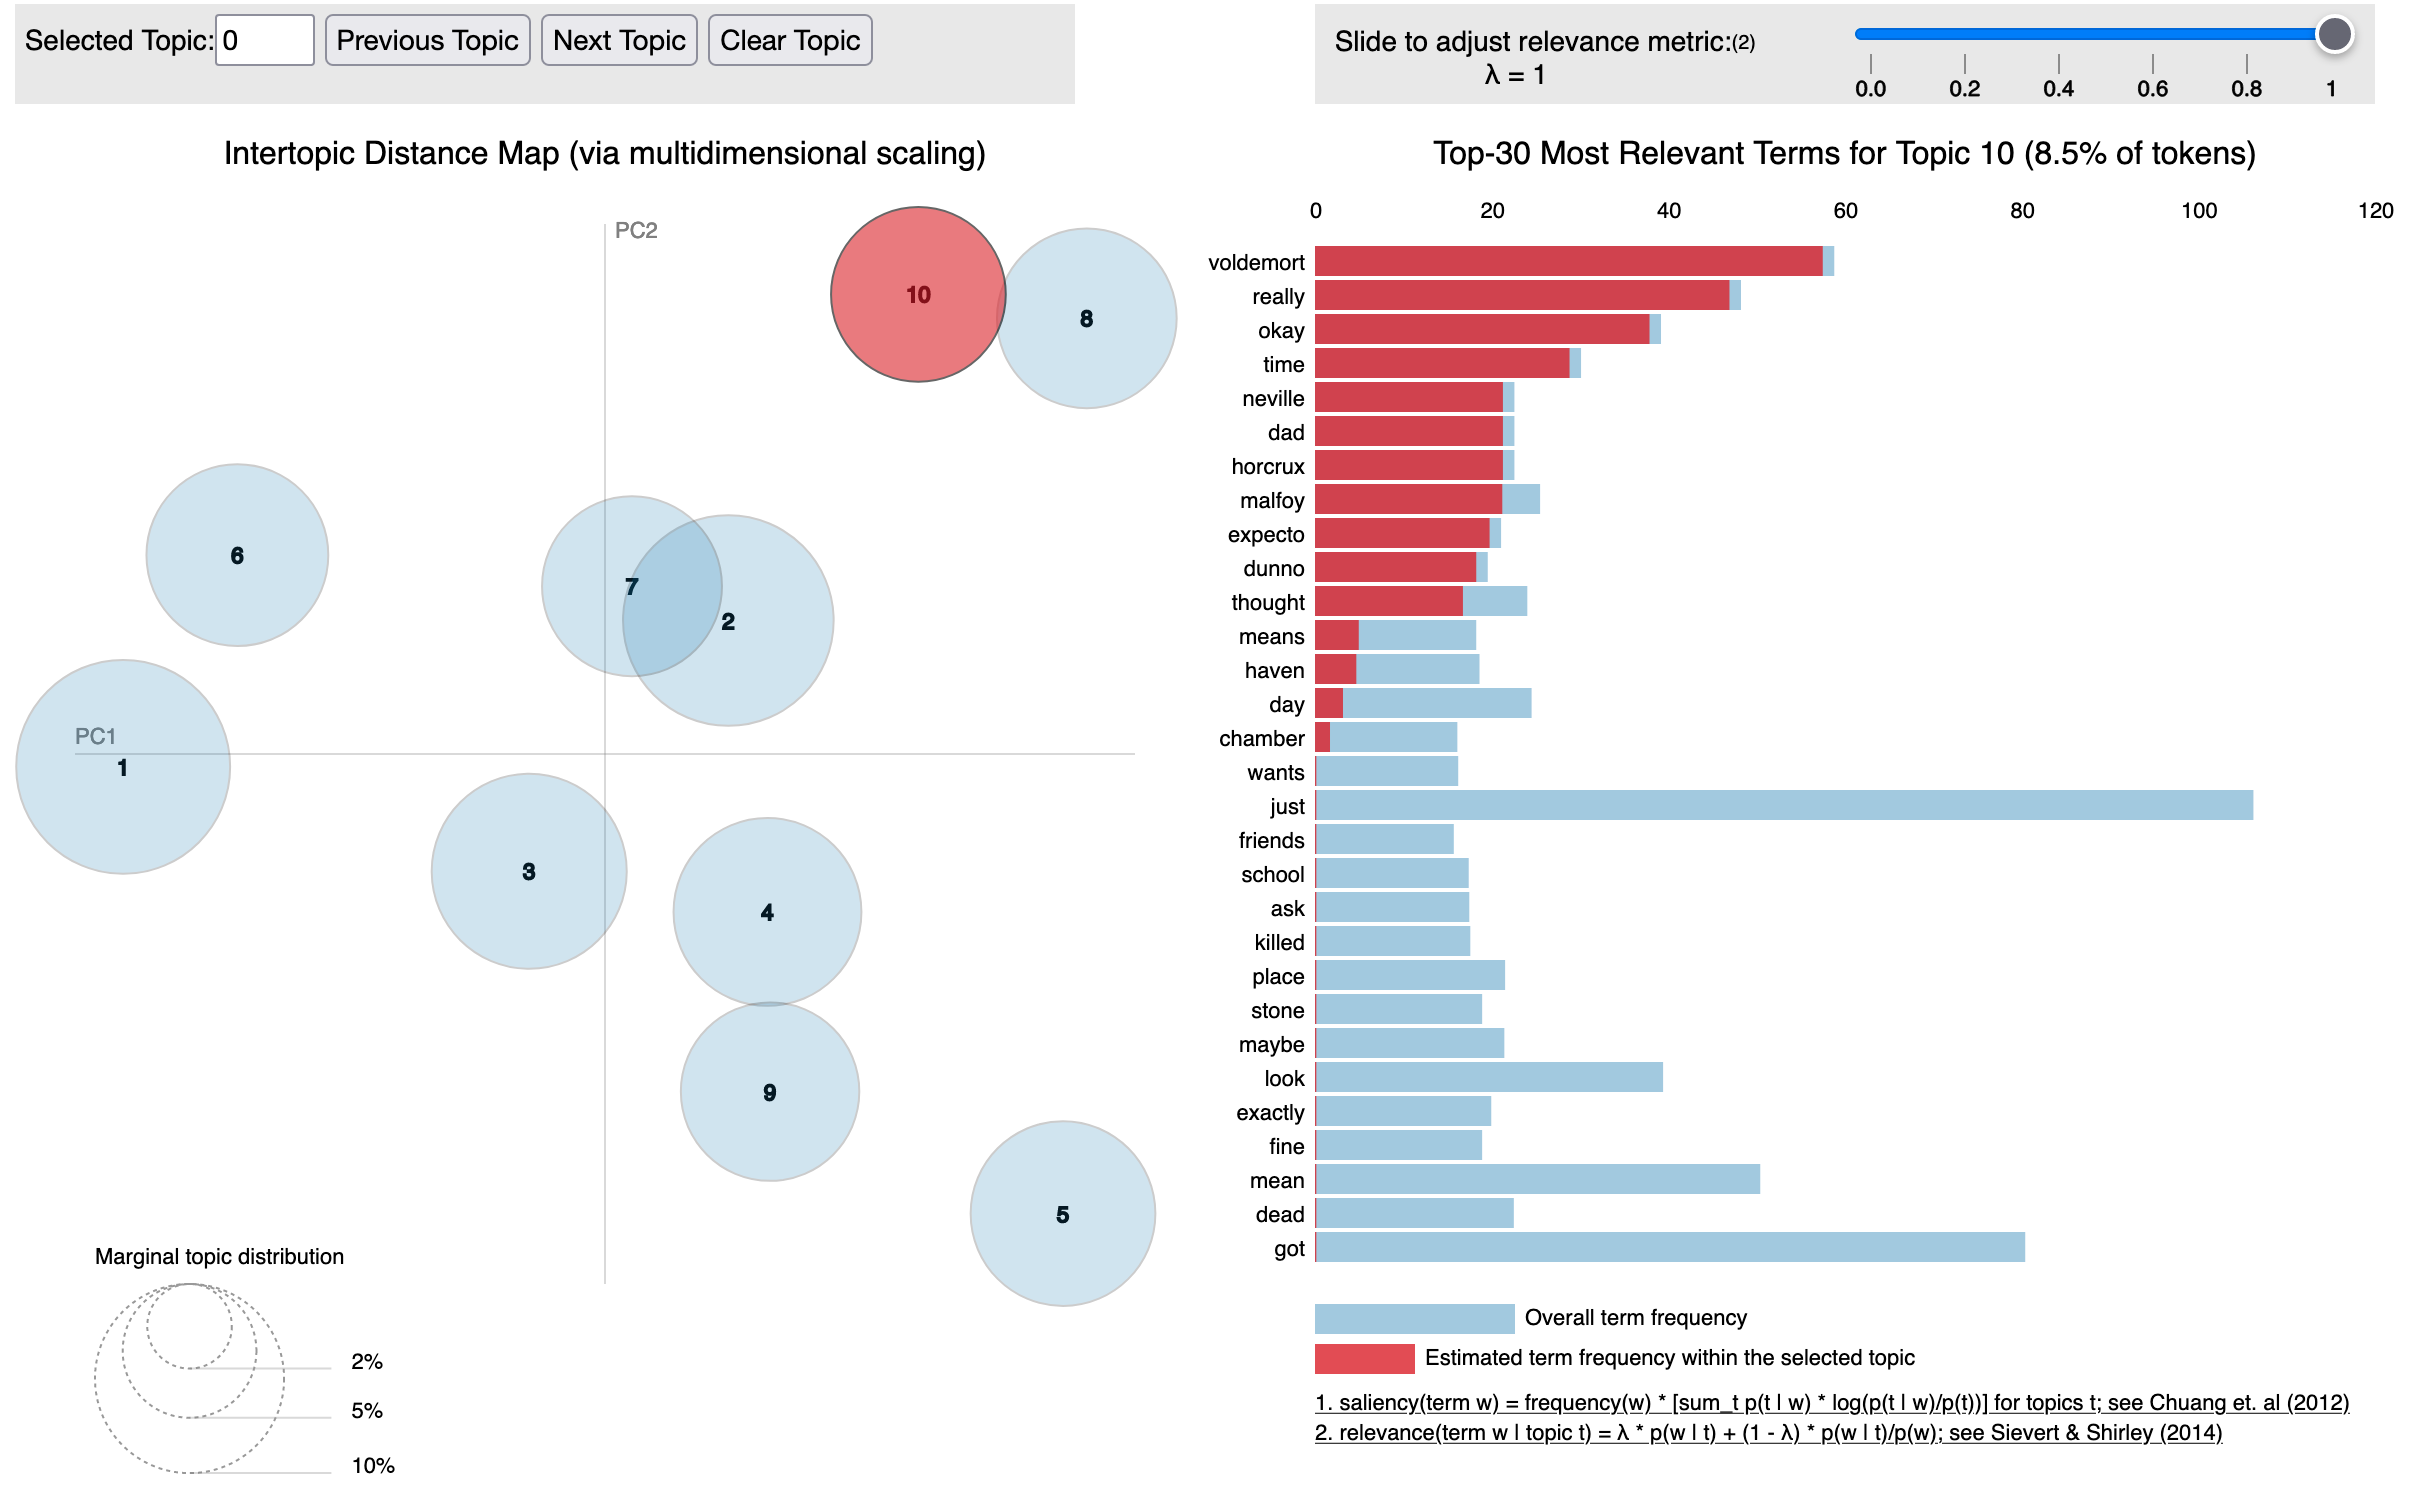 Selected Topic: 0 Previous Topic Next Topic Clear Topic
Slide to adjust relevance metric:(2)
λ = 1
0.0 0.2 0.4 0.6 0.8 1
Intertopic Distance Map (via multidimensional scaling)
PC2
10
8
6
7
2
PC1
1
3
4
9
5
Marginal topic distribution
2%
5%
10%
Top-30 Most Relevant Terms for Topic 10 (8.5% of tokens)
0 20 40 60 80 100 120
voldemort
really
okay
time
neville
dad
horcrux
malfoy
expecto
dunno
thought
means
haven
day
chamber
wants
just
friends
school
ask
killed
place
stone
maybe
look
exactly
fine
mean
dead
got
Overall term frequency
Estimated term frequency within the selected topic
1. saliency(term w) = frequency(w) * [sum_t p(t | w) * log(p(t | w)/p(t))] for topics t; see Chuang et. al (2012)
2. relevance(term w | topic t) = λ * p(w | t) + (1 - λ) * p(w | t)/p(w); see Sievert & Shirley (2014)